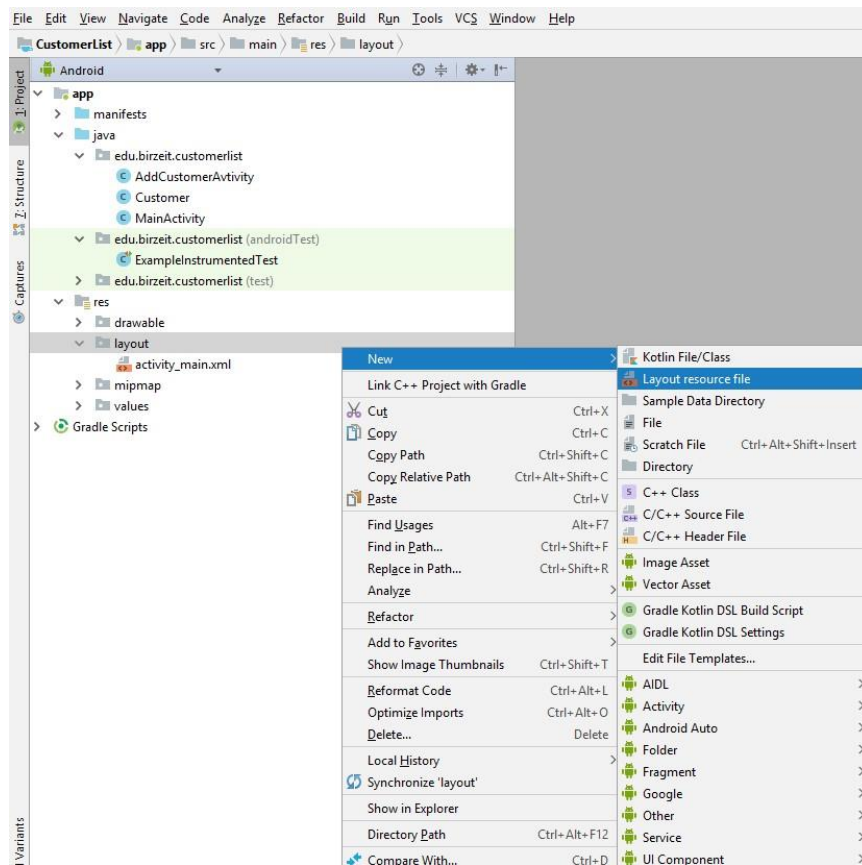 File Edit View Navigate Code Analyze Refactor Build Run Tools VCS Window Help
CustomerList app src main res layout
1: Project
Z: Structure
Captures
Android
app
manifests
java
edu.birzeit.customerlist
AddCustomerAvtivity
Customer
MainActivity
edu.birzeit.customerlist (androidTest)
ExampleInstrumentedTest
edu.birzeit.customerlist (test)
res
drawable
layout
activity_main.xml
mipmap
values
Gradle Scripts
New
Link C++ Project with Gradle
Cut Ctrl+X
Copy Ctrl+C
Copy Path Ctrl+Shift+C
Copy Relative Path Ctrl+Alt+Shift+C
Paste Ctrl+V
Find Usages Alt+F7
Find in Path... Ctrl+Shift+F
Replace in Path... Ctrl+Shift+R
Analyze
Refactor
Add to Favorites
Show Image Thumbnails Ctrl+Shift+T
Reformat Code Ctrl+Alt+L
Optimize Imports Ctrl+Alt+O
Delete... Delete
Local History
Synchronize 'layout'
Show in Explorer
Directory Path Ctrl+Alt+F12
Compare With... Ctrl+D
Kotlin File/Class
Layout resource file
Sample Data Directory
File
Scratch File Ctrl+Alt+Shift+Insert
Directory
S C++ Class
C++ C/C++ Source File
H C/C++ Header File
Image Asset
Vector Asset
G Gradle Kotlin DSL Build Script
G Gradle Kotlin DSL Settings
Edit File Templates...
AIDL
Activity
Android Auto
Folder
Fragment
Google
Other
Service
UI Component
Variants